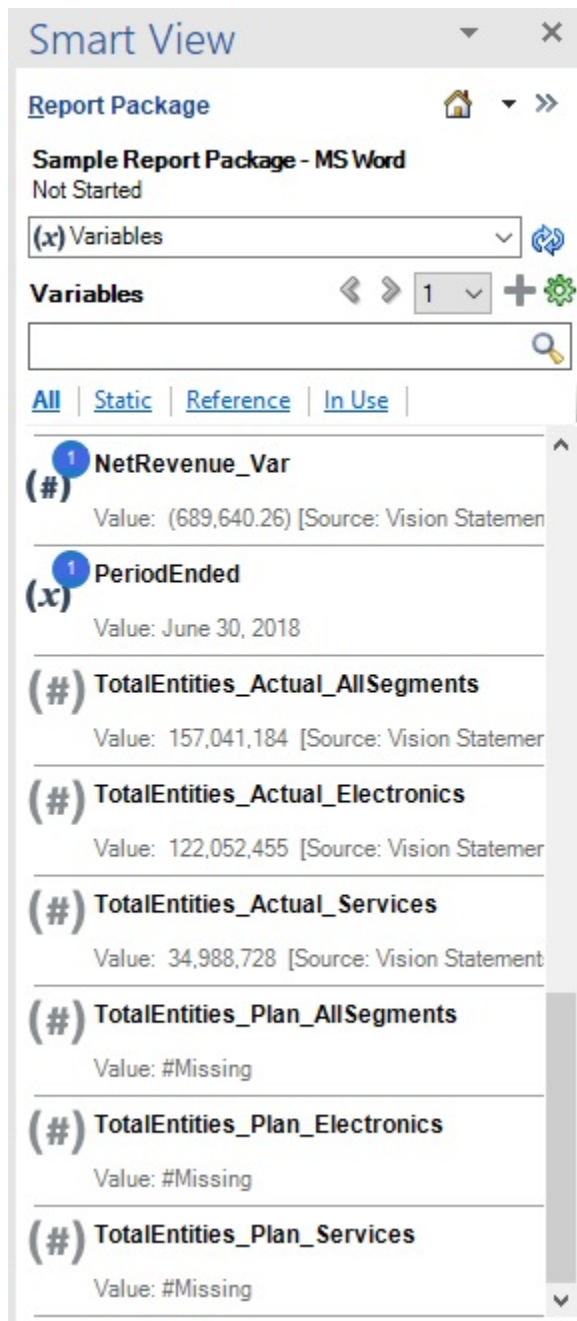 Smart View
Report Package
Sample Report Package - MS Word
Not Started
(x) Variables
Variables 1
All | Static | Reference | In Use |
(#) 1 NetRevenue_Var
Value: (689,640.26) [Source: Vision Statemen
(x) 1 PeriodEnded
Value: June 30, 2018
(#) TotalEntities_Actual_AllSegments
Value: 157,041,184 [Source: Vision Statemen
(#) TotalEntities_Actual_Electronics
Value: 122,052,455 [Source: Vision Statemen
(#) TotalEntities_Actual_Services
Value: 34,988,728 [Source: Vision Statement
(#) TotalEntities_Plan_AllSegments
Value: #Missing
(#) TotalEntities_Plan_Electronics
Value: #Missing
(#) TotalEntities_Plan_Services
Value: #Missing